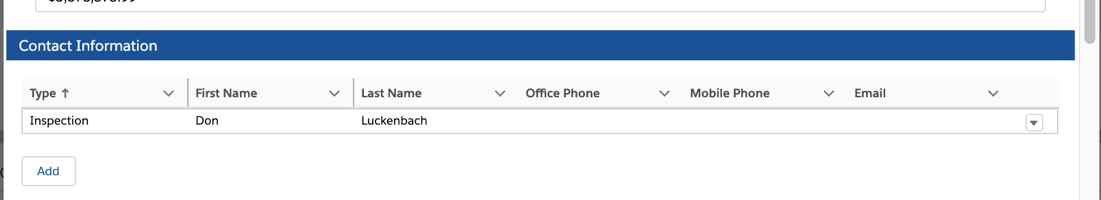 Contact Information
Type ↑ First Name Last Name Office Phone Mobile Phone Email
Inspection Don Luckenbach
Add